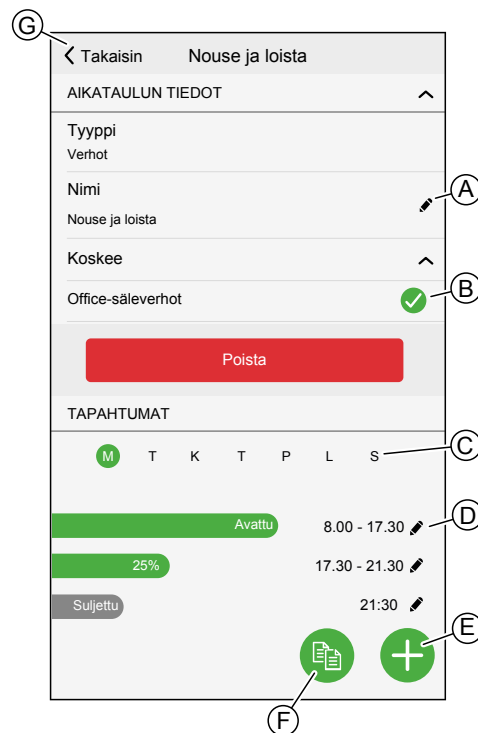 G
Takaisin Nouse ja loista
AIKATAULUN TIEDOT
Tyyppi
Verhot
Nimi
A
Nouse ja loista
Koskee
Office-säleverhot
B
Poista
TAPAHTUMAT
M T K T P L S
C
Avattu 8.00 - 17.30
D
25% 17.30 - 21.30
Suljettu 21:30
E
F